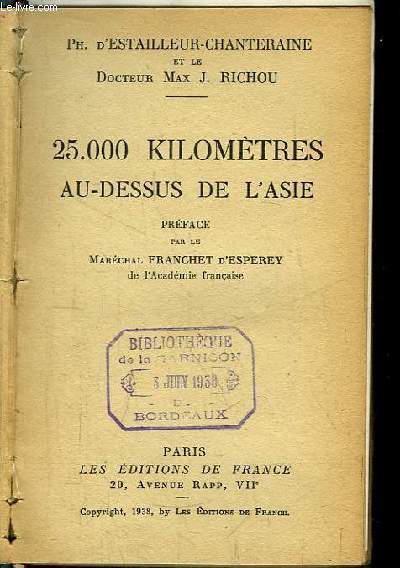 PH. D'ESTAILLEUR-CHANTERAINE
ET LE
DOCTEUR MAX J. RICHOU
25.000 KILOMÈTRES
AU-DESSUS DE L'ASIE
PRÉFACE
PAR LE
MARÉCHAL FRANCHET D'ESPEREY
de l'Académie française
BIBLIOTHÈQUE
de la GARNISON
JUIN 1938
BORDEAUX
PARIS
LES ÉDITIONS DE FRANCE
20, AVENUE RAPP, VIIe
Copyright, 1938, by LES ÉDITIONS DE FRANCE.